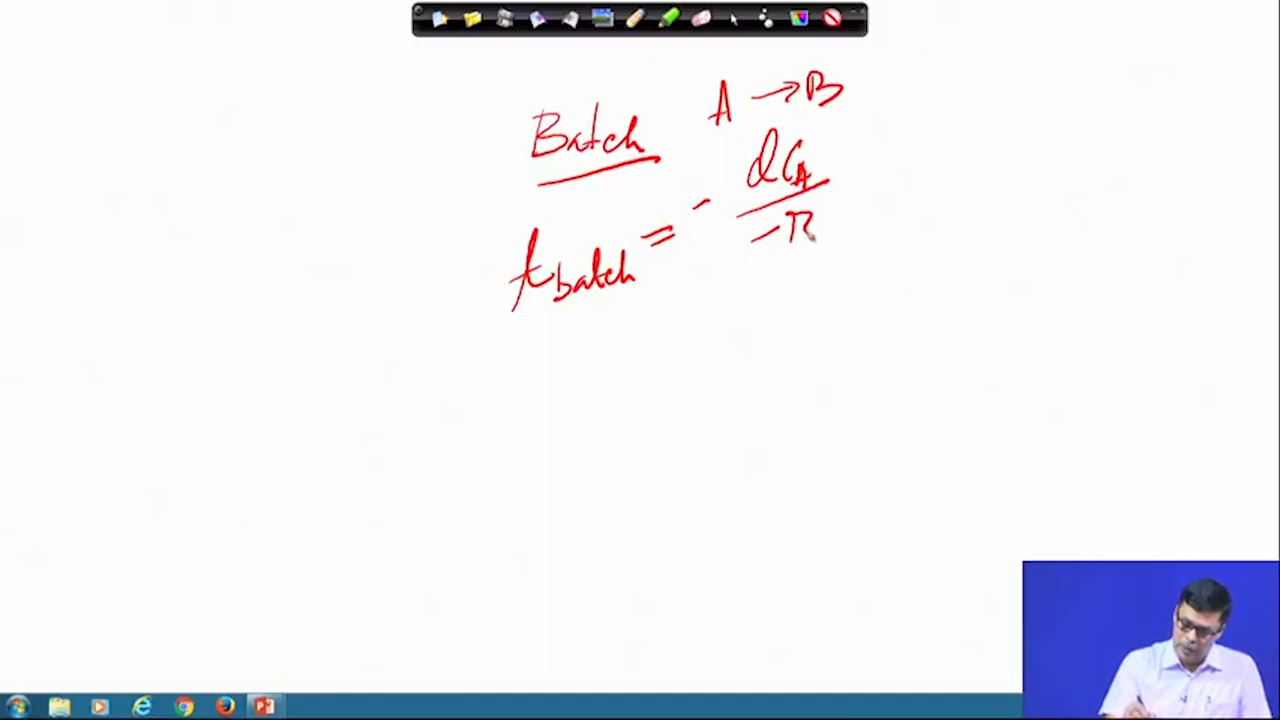 Batch A → B
t_batch = - dC_A / -r